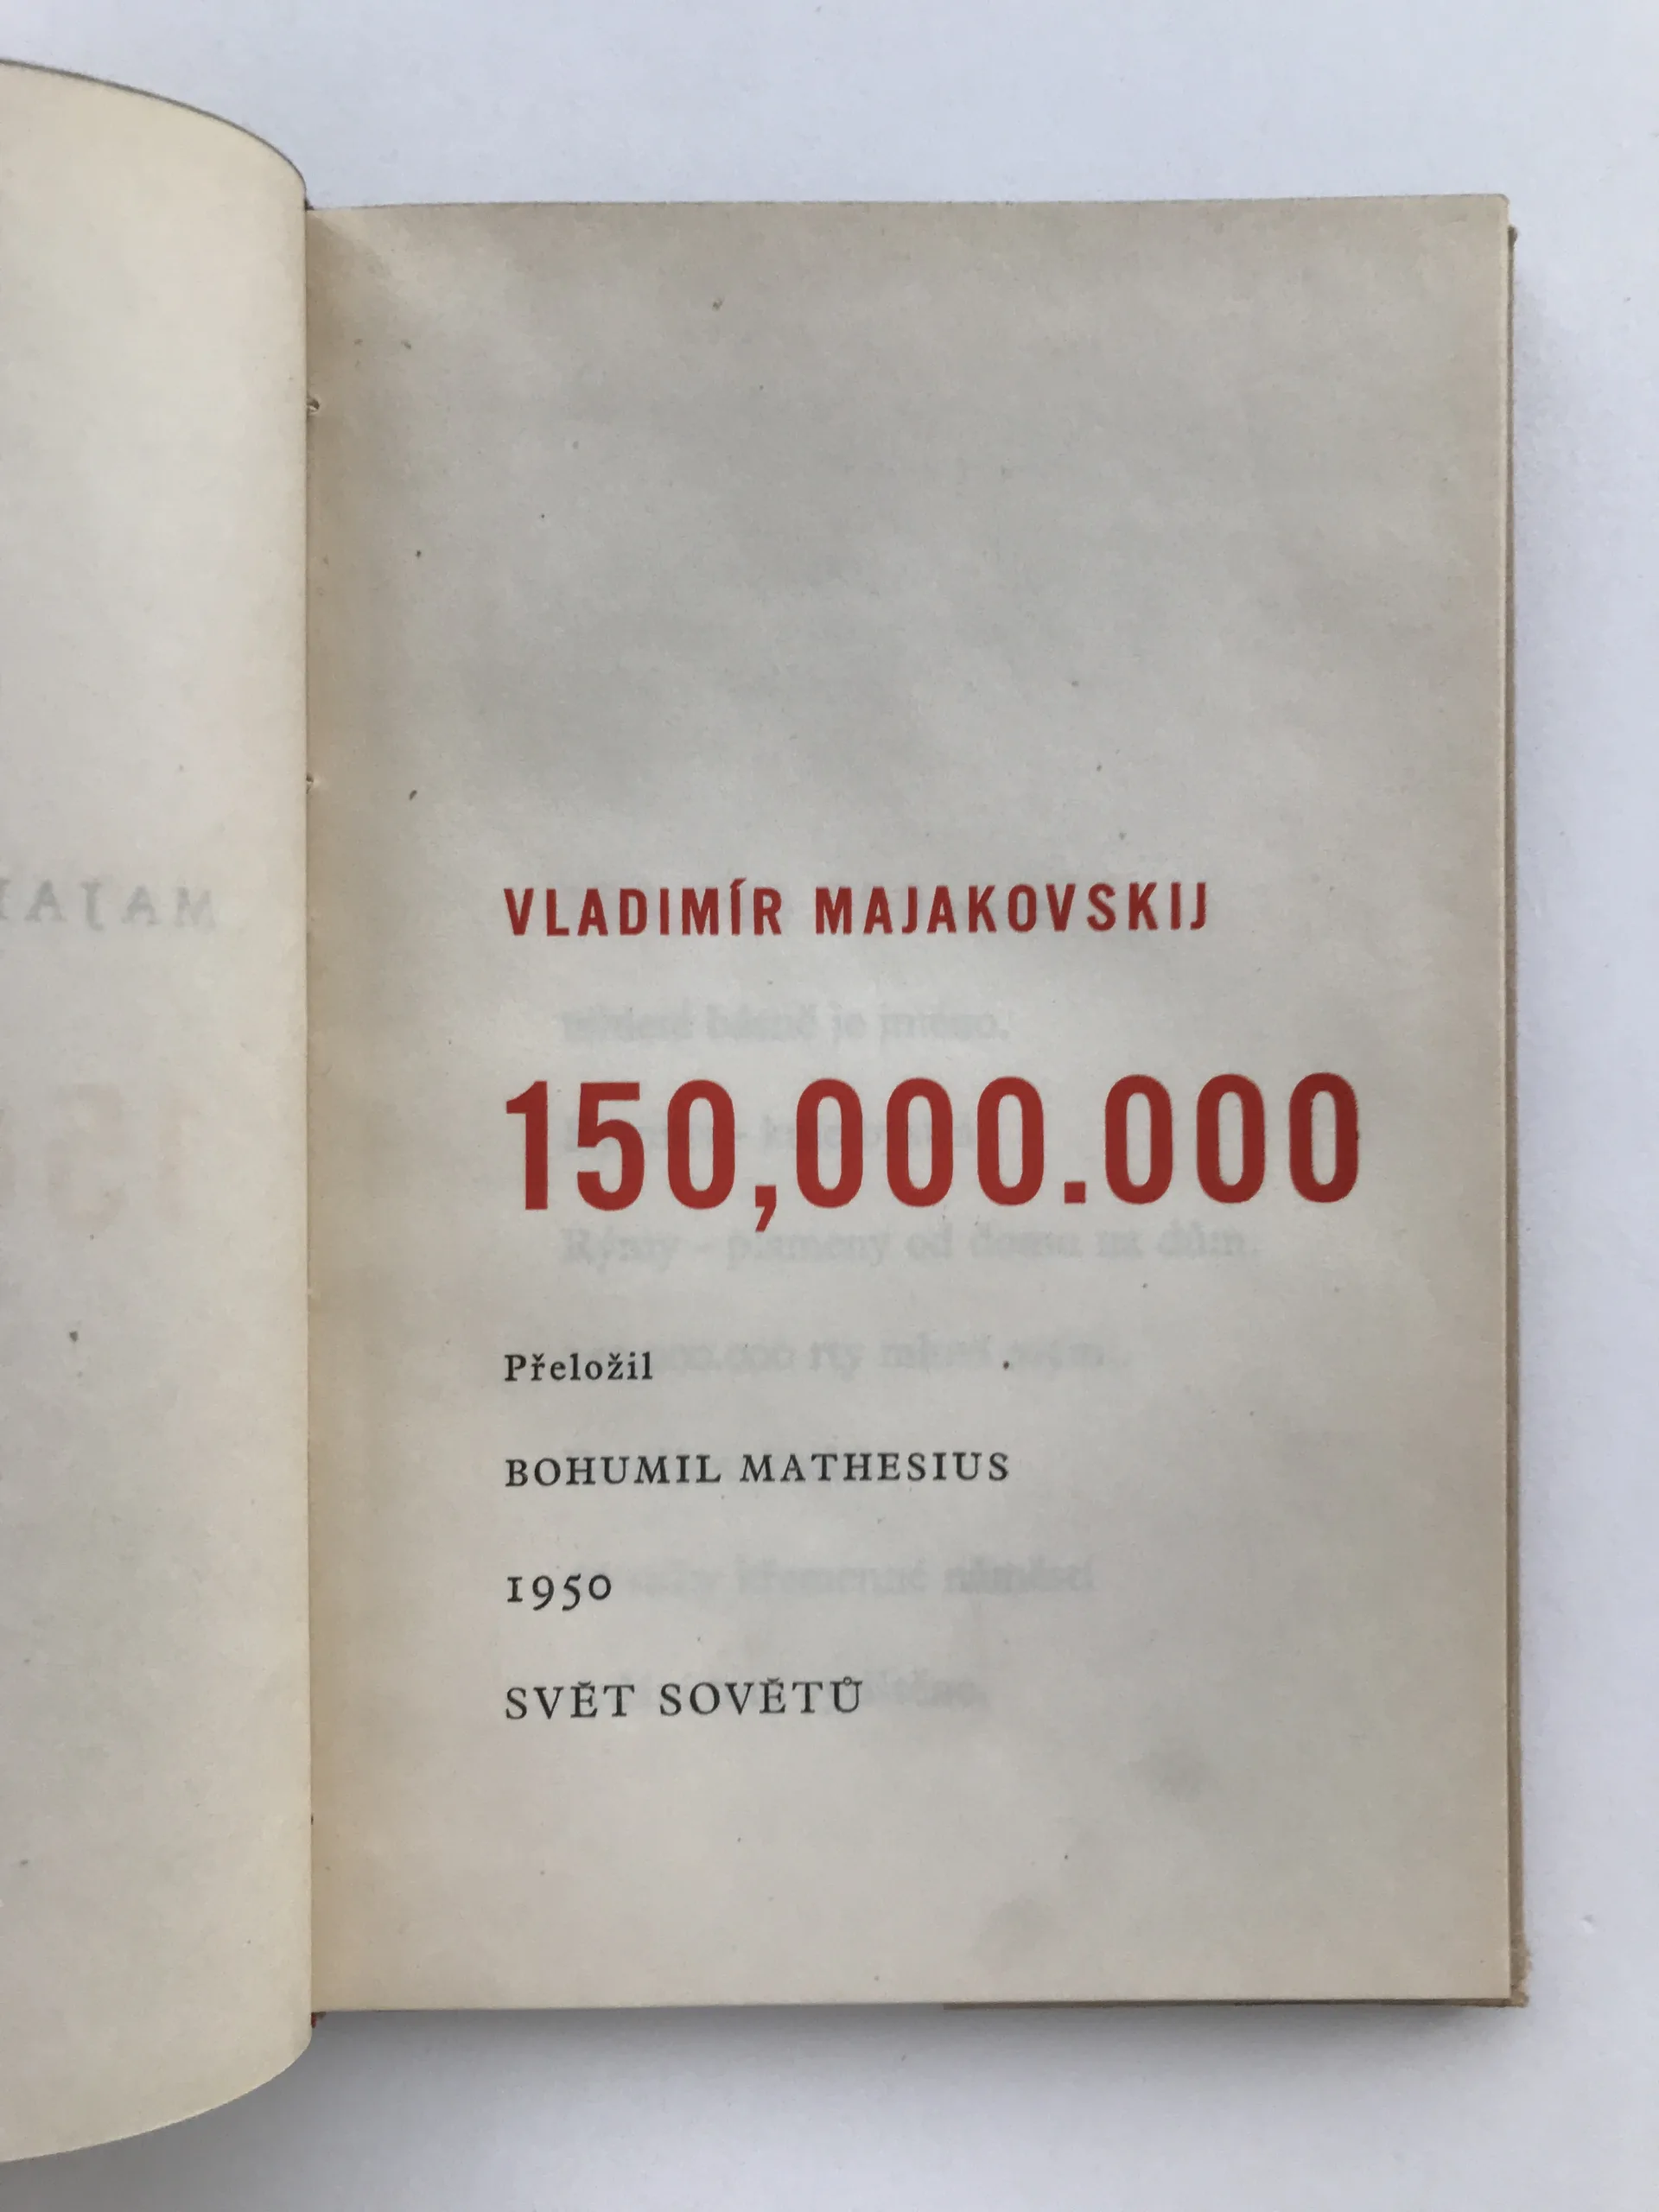 VLADIMÍR MAJAKOVSKIJ
150,000.000
Přeložil
BOHUMIL MATHESIUS
1950
SVĚT SOVĚTŮ